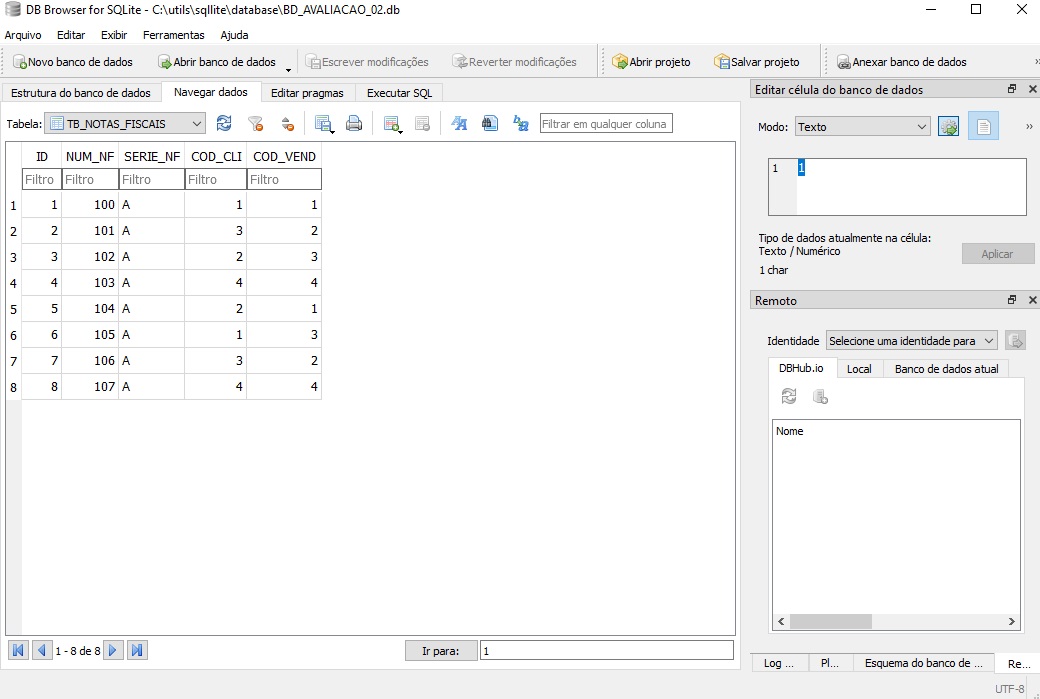 DB Browser for SQLite - C:\utils\sqllite\database\BD_AVALIACAO_02.db
Arquivo Editar Exibir Ferramentas Ajuda
Novo banco de dados Abrir banco de dados Escrever modificações Reverter modificações Abrir projeto Salvar projeto Anexar banco de dados »
Estrutura do banco de dados Navegar dados Editar pragmas Executar SQL
Tabela: TB_NOTAS_FISCAIS Filtrar em qualquer coluna
ID NUM_NF SERIE_NF COD_CLI COD_VEND
Filtro Filtro Filtro Filtro Filtro
1 1 100 A 1 1
2 2 101 A 3 2
3 3 102 A 2 3
4 4 103 A 4 4
5 5 104 A 2 1
6 6 105 A 1 3
7 7 106 A 3 2
8 8 107 A 4 4
1 - 8 de 8 Ir para: 1
Editar célula do banco de dados
Modo: Texto »
1 1
Tipo de dados atualmente na célula:
Texto / Numérico
1 char
Aplicar
Remoto
Identidade Selecione uma identidade para
DBHub.io Local Banco de dados atual
Nome
Log ... Pl... Esquema do banco de ... Re...
UTF-8